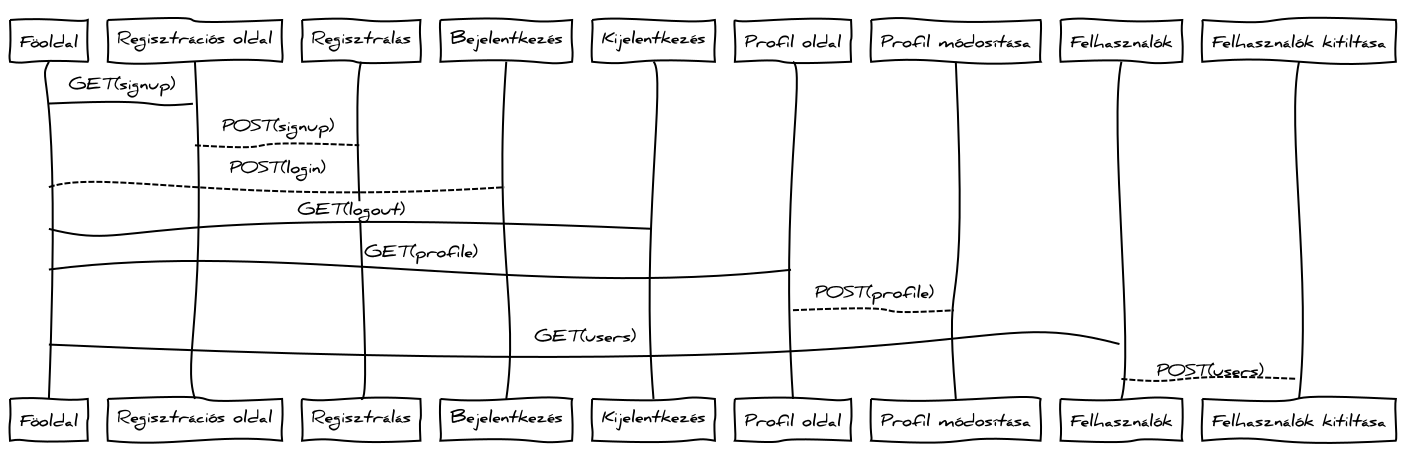 Főoldal
Regisztrációs oldal
Regisztrálás
Bejelentkezés
Kijelentkezés
Profil oldal
Profil módosítása
Felhasználók
Felhasználók kitiltása
GET(signup)
POST(signup)
POST(login)
GET(logout)
GET(profile)
POST(profile)
GET(users)
POST(users)
Főoldal
Regisztrációs oldal
Regisztrálás
Bejelentkezés
Kijelentkezés
Profil oldal
Profil módosítása
Felhasználók
Felhasználók kitiltása